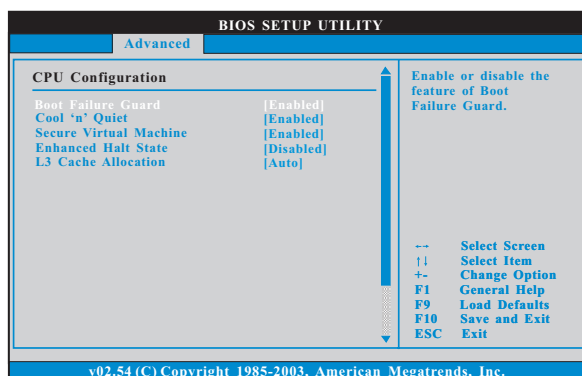 BIOS SETUP UTILITY
Advanced
CPU Configuration
Boot Failure Guard [Enabled]
Cool ‘n’ Quiet [Enabled]
Secure Virtual Machine [Enabled]
Enhanced Halt State [Disabled]
L3 Cache Allocation [Auto]
Enable or disable the
feature of Boot
Failure Guard.
←→ Select Screen
↑↓ Select Item
+- Change Option
F1 General Help
F9 Load Defaults
F10 Save and Exit
ESC Exit
v02.54 (C) Copyright 1985-2003, American Megatrends, Inc.